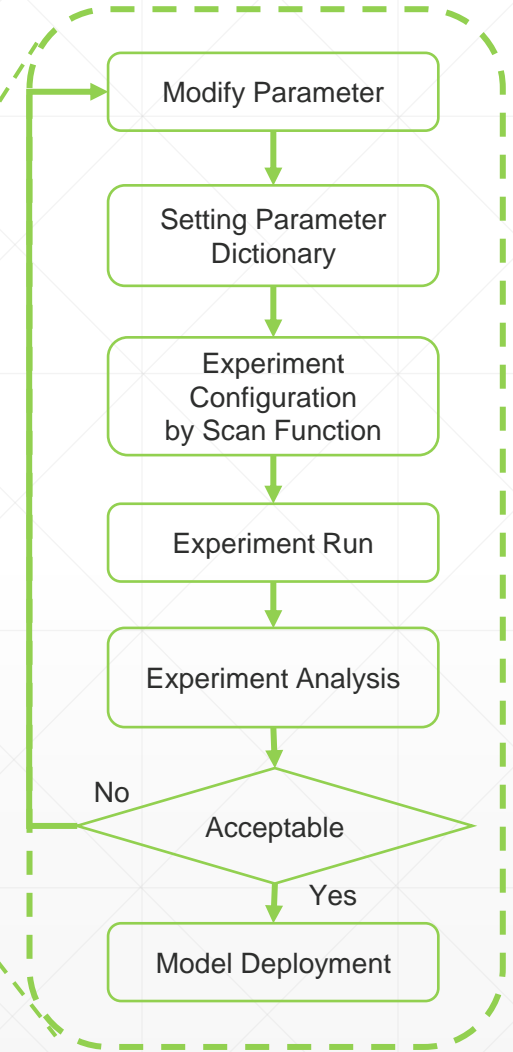 Modify Parameter
Setting Parameter
Dictionary
Experiment
Configuration
by Scan Function
Experiment Run
Experiment Analysis
No
Acceptable
Yes
Model Deployment